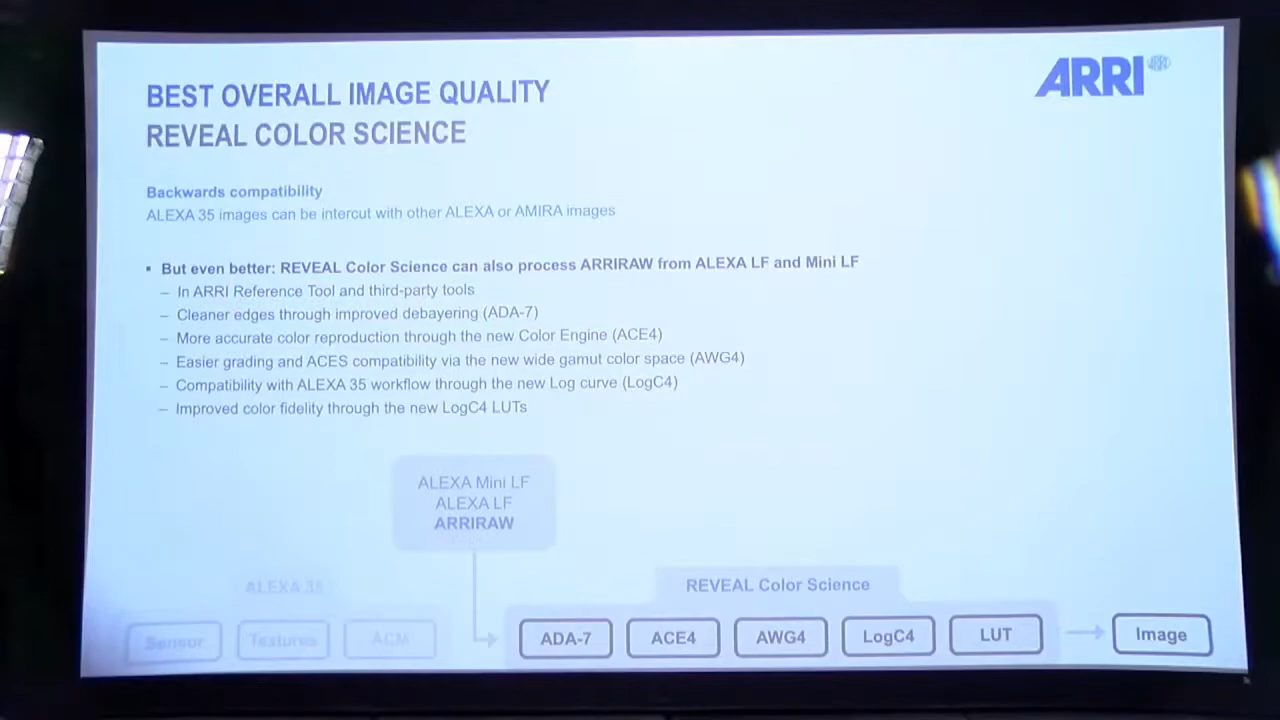 ARRI
BEST OVERALL IMAGE QUALITY
REVEAL COLOR SCIENCE
Backwards compatibility
ALEXA 35 images can be intercut with other ALEXA or AMIRA images
▪ But even better: REVEAL Color Science can also process ARRIRAW from ALEXA LF and Mini LF
– In ARRI Reference Tool and third-party tools
– Cleaner edges through improved debayering (ADA-7)
– More accurate color reproduction through the new Color Engine (ACE4)
– Easier grading and ACES compatibility via the new wide gamut color space (AWG4)
– Compatibility with ALEXA 35 workflow through the new Log curve (LogC4)
– Improved color fidelity through the new LogC4 LUTs
ALEXA Mini LF
ALEXA LF
ARRIRAW
ALEXA 35
REVEAL Color Science
Sensor
Textures
ACM
ADA-7
ACE4
AWG4
LogC4
LUT
Image